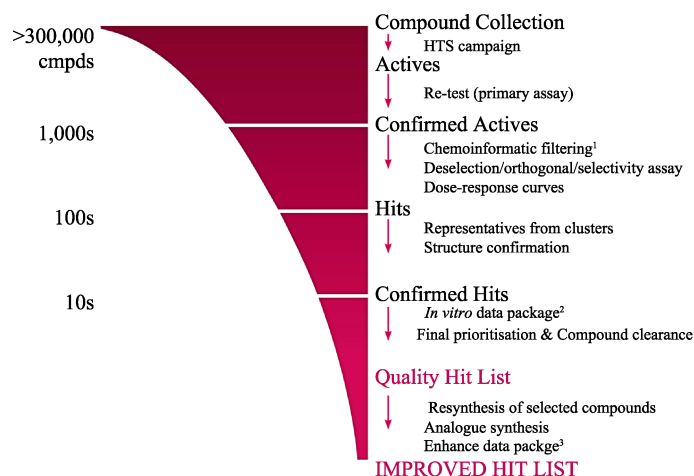 Compound Collection
>300,000
cmpds
HTS campaign
Actives
Re-test (primary assay)
1,000s
Confirmed Actives
Chemoinformatic filtering¹
Deselection/orthogonal/selectivity assay
Dose-response curves
100s
Hits
Representatives from clusters
Structure confirmation
10s
Confirmed Hits
In vitro data package²
Final prioritisation & Compound clearance
Quality Hit List
Resynthesis of selected compounds
Analogue synthesis
Enhance data packge³
IMPROVED HIT LIST